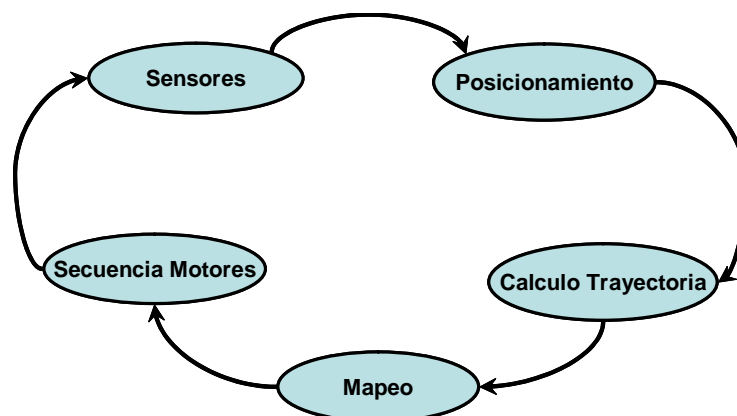 Sensores
Posicionamiento
Calculo Trayectoria
Mapeo
Secuencia Motores